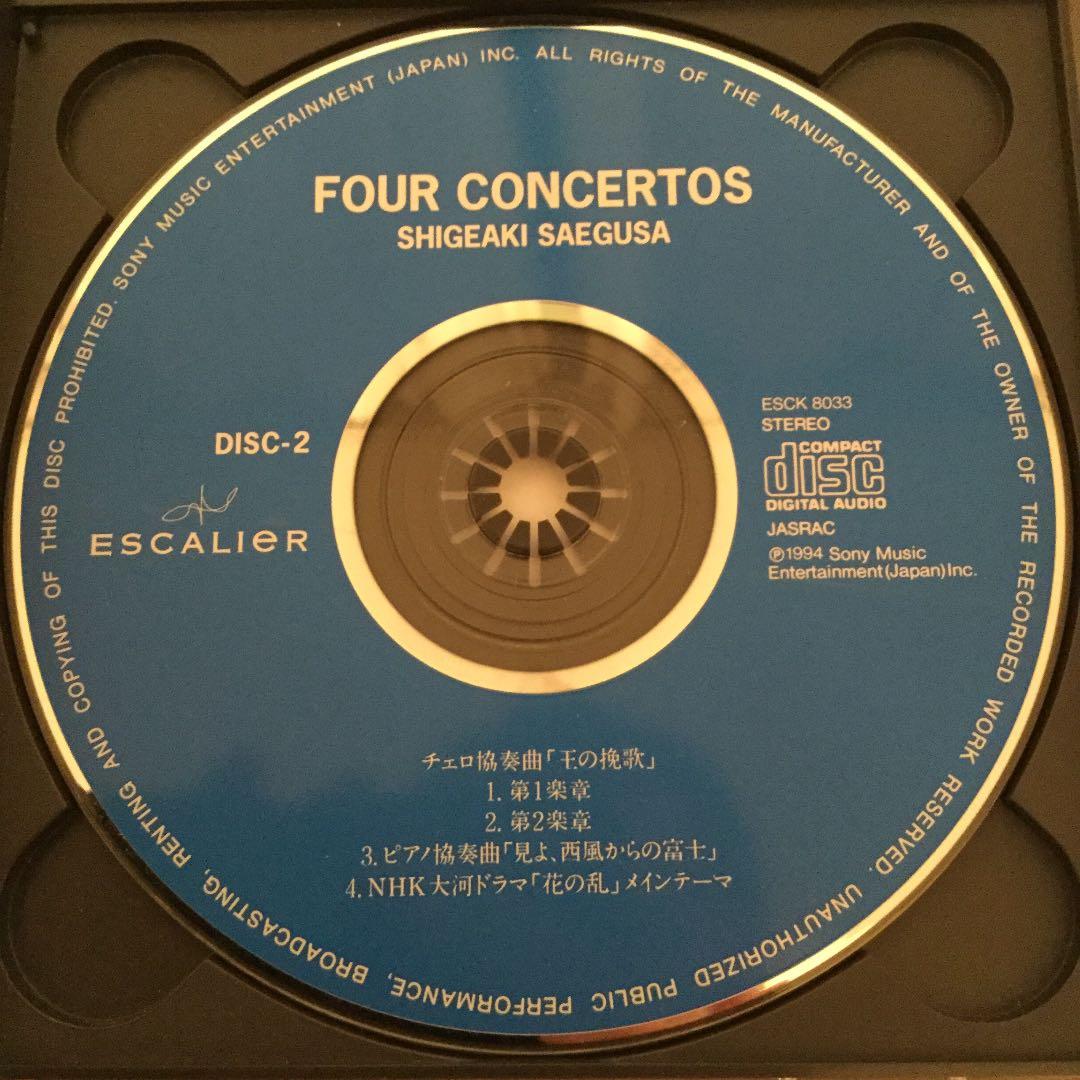 FOUR CONCERTOS
SHIGEAKI SAEGUSA
DISC-2
ESCALIER
ESCK 8033
STEREO
COMPACT
disc
DIGITAL AUDIO
JASRAC
℗1994 Sony Music
Entertainment(Japan)Inc.
チェロ協奏曲「王の挽歌」
1. 第1楽章
2. 第2楽章
3. ピアノ協奏曲「見よ、西風からの富士」
4. NHK大河ドラマ「花の乱」メインテーマ
SONY MUSIC ENTERTAINMENT (JAPAN) INC. ALL RIGHTS OF THE MANUFACTURER AND OF THE OWNER OF THE RECORDED WORK RESERVED. UNAUTHORIZED PUBLIC PERFORMANCE, BROADCASTING, RENTING AND COPYING OF THIS DISC PROHIBITED.